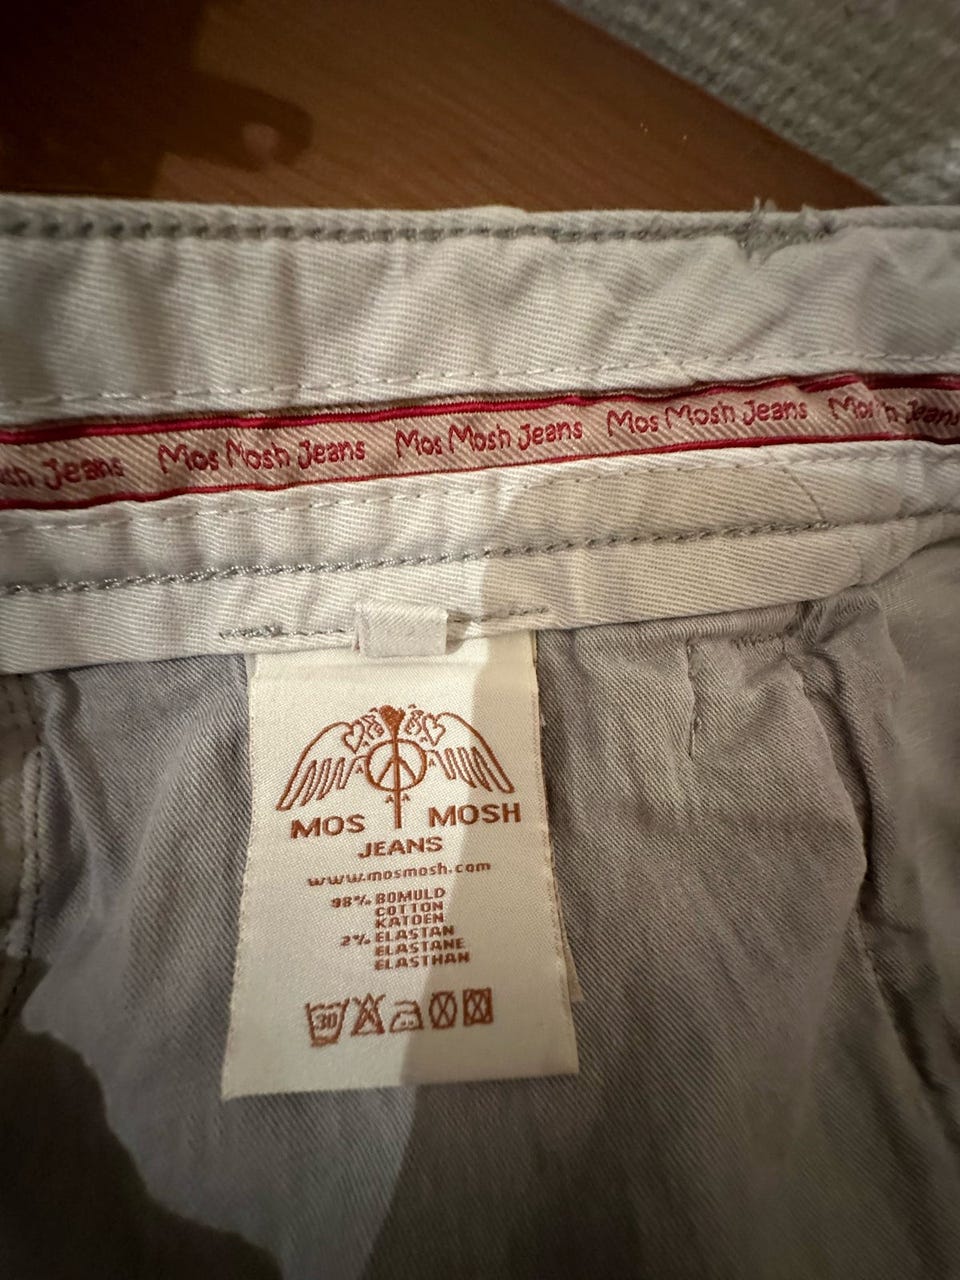 Jeans Mos Mosh Jeans Mos Mosh Jeans Mos Mosh Jeans
MOS MOSH
JEANS
www.mosmosh.com
98% BOMULD
COTTON
KATOEN
2% ELASTAN
ELASTANE
ELASTHAN
30